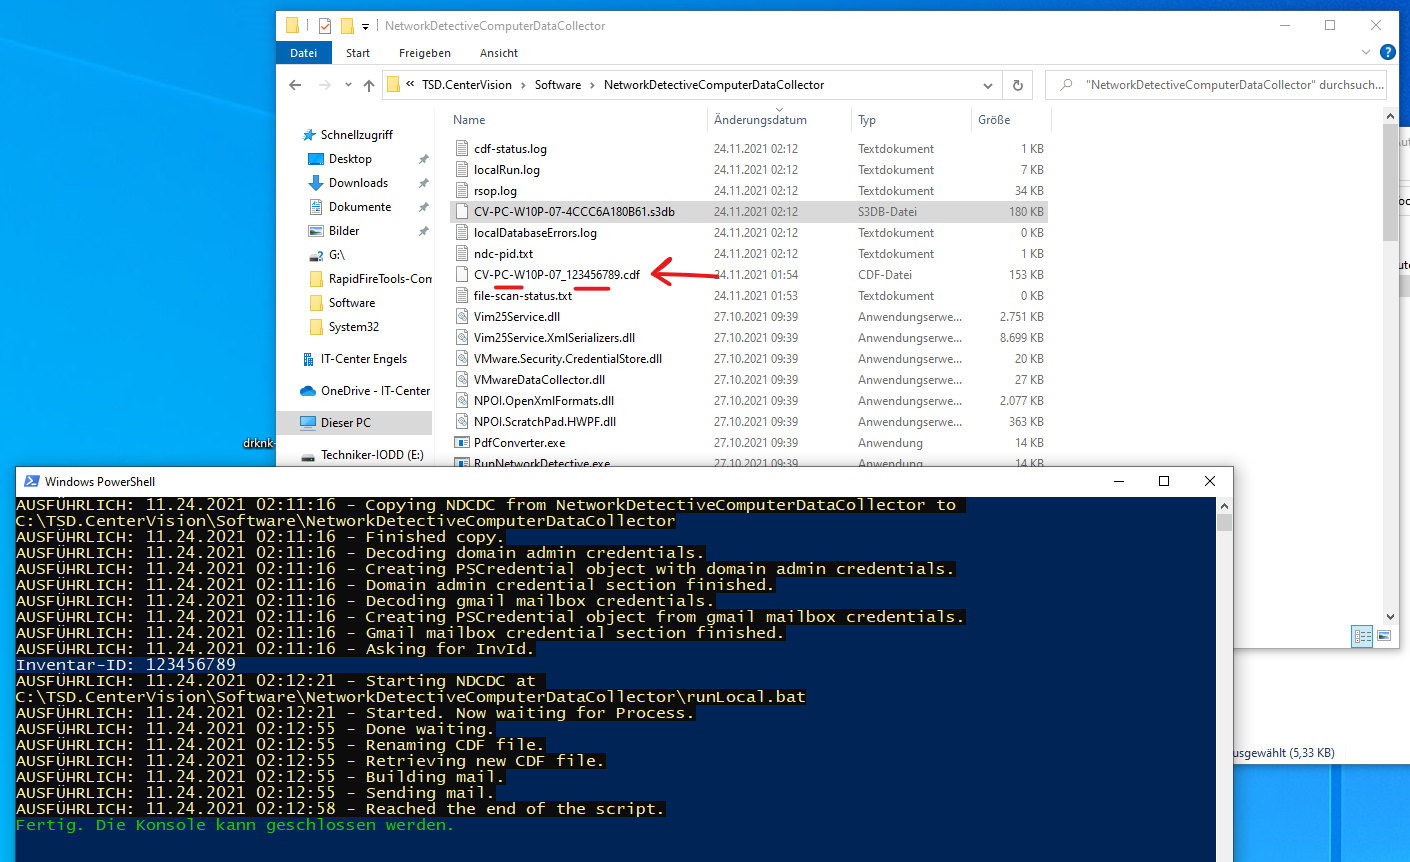 NetworkDetectiveComputerDataCollector
Datei Start Freigeben Ansicht
« TSD.CenterVision › Software › NetworkDetectiveComputerDataCollector
"NetworkDetectiveComputerDataCollector" durchsuch...
Name Änderungsdatum Typ Größe
Schnellzugriff
Desktop
Downloads
Dokumente
Bilder
G:\
RapidFireTools-Com
Software
System32
IT-Center Engels
OneDrive - IT-Center
Dieser PC
Techniker-IODD (E:)
cdf-status.log 24.11.2021 02:12 Textdokument 1 KB
localRun.log 24.11.2021 02:12 Textdokument 7 KB
rsop.log 24.11.2021 02:12 Textdokument 34 KB
CV-PC-W10P-07-4CCC6A180B61.s3db 24.11.2021 02:12 S3DB-Datei 180 KB
localDatabaseErrors.log 24.11.2021 02:12 Textdokument 0 KB
ndc-pid.txt 24.11.2021 02:12 Textdokument 1 KB
CV-PC-W10P-07_123456789.cdf 24.11.2021 01:54 CDF-Datei 153 KB
file-scan-status.txt 24.11.2021 01:53 Textdokument 0 KB
Vim25Service.dll 27.10.2021 09:39 Anwendungserwe... 2.751 KB
Vim25Service.XmlSerializers.dll 27.10.2021 09:39 Anwendungserwe... 8.699 KB
VMware.Security.CredentialStore.dll 27.10.2021 09:39 Anwendungserwe... 20 KB
VMwareDataCollector.dll 27.10.2021 09:39 Anwendungserwe... 27 KB
NPOI.OpenXmlFormats.dll 27.10.2021 09:39 Anwendungserwe... 2.077 KB
NPOI.ScratchPad.HWPF.dll 27.10.2021 09:39 Anwendungserwe... 363 KB
PdfConverter.exe 27.10.2021 09:39 Anwendung 14 KB
RunNetworkDetective.exe 27.10.2021 09:39 Anwendung 14 KB
drknk-
usgewählt (5,33 KB)
Windows PowerShell
AUSFÜHRLICH: 11.24.2021 02:11:16 - Copying NDCDC from NetworkDetectiveComputerDataCollector to
C:\TSD.CenterVision\Software\NetworkDetectiveComputerDataCollector
AUSFÜHRLICH: 11.24.2021 02:11:16 - Finished copy.
AUSFÜHRLICH: 11.24.2021 02:11:16 - Decoding domain admin credentials.
AUSFÜHRLICH: 11.24.2021 02:11:16 - Creating PSCredential object with domain admin credentials.
AUSFÜHRLICH: 11.24.2021 02:11:16 - Domain admin credential section finished.
AUSFÜHRLICH: 11.24.2021 02:11:16 - Decoding gmail mailbox credentials.
AUSFÜHRLICH: 11.24.2021 02:11:16 - Creating PSCredential object from gmail mailbox credentials.
AUSFÜHRLICH: 11.24.2021 02:11:16 - Gmail mailbox credential section finished.
AUSFÜHRLICH: 11.24.2021 02:11:16 - Asking for InvId.
Inventar-ID: 123456789
AUSFÜHRLICH: 11.24.2021 02:12:21 - Starting NDCDC at
C:\TSD.CenterVision\Software\NetworkDetectiveComputerDataCollector\runLocal.bat
AUSFÜHRLICH: 11.24.2021 02:12:21 - Started. Now waiting for Process.
AUSFÜHRLICH: 11.24.2021 02:12:55 - Done waiting.
AUSFÜHRLICH: 11.24.2021 02:12:55 - Renaming CDF file.
AUSFÜHRLICH: 11.24.2021 02:12:55 - Retrieving new CDF file.
AUSFÜHRLICH: 11.24.2021 02:12:55 - Building mail.
AUSFÜHRLICH: 11.24.2021 02:12:55 - Sending mail.
AUSFÜHRLICH: 11.24.2021 02:12:58 - Reached the end of the script.
Fertig. Die Konsole kann geschlossen werden.